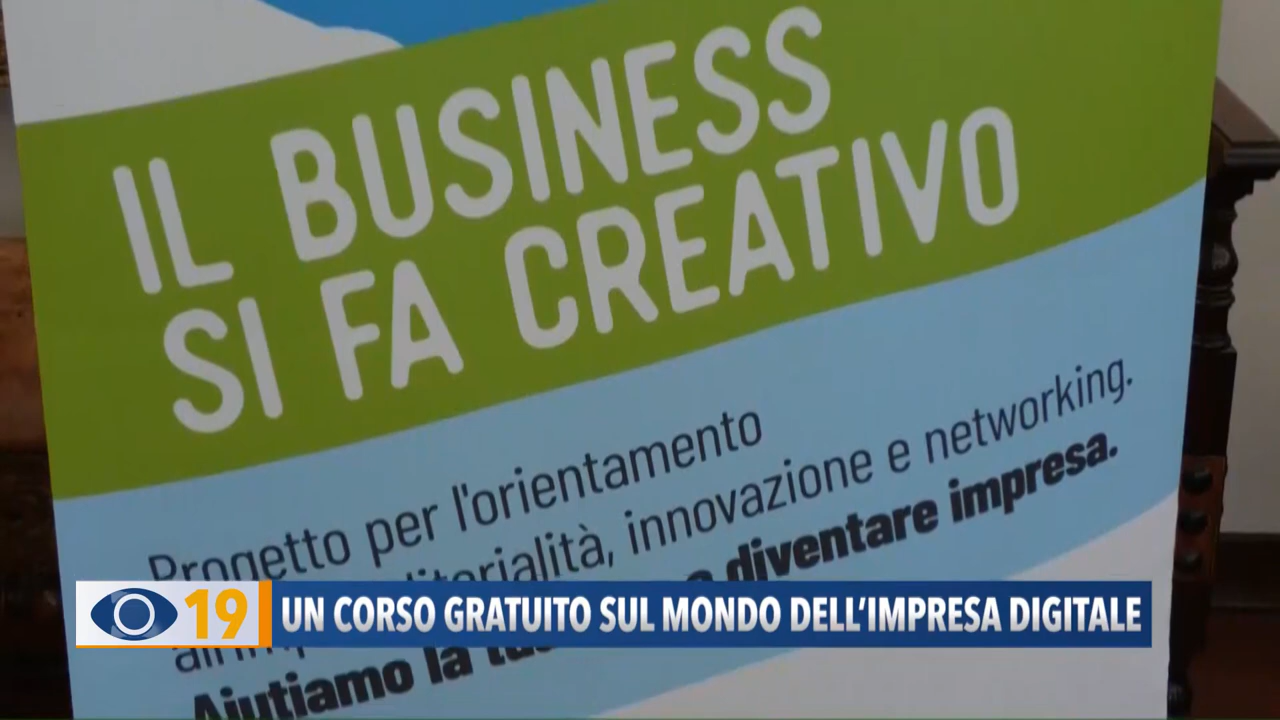 IL BUSINESS
SI FA CREATIVO
Progetto per l'orientamento
innovazione e networking.
Aiutiamo la diventare impresa.
19 UN CORSO GRATUITO SUL MONDO DELL'IMPRESA DIGITALE